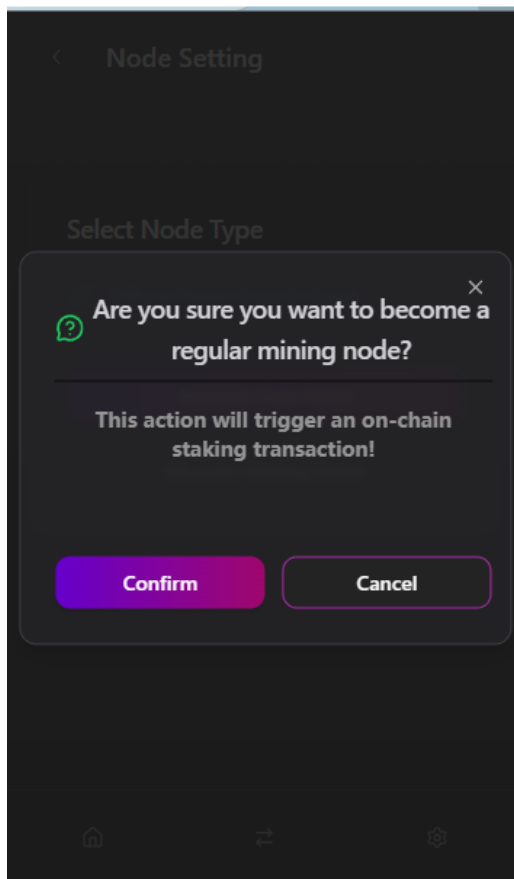 Node Setting
Select Node Type
Are you sure you want to become a
regular mining node?
This action will trigger an on-chain
staking transaction!
Confirm
Cancel